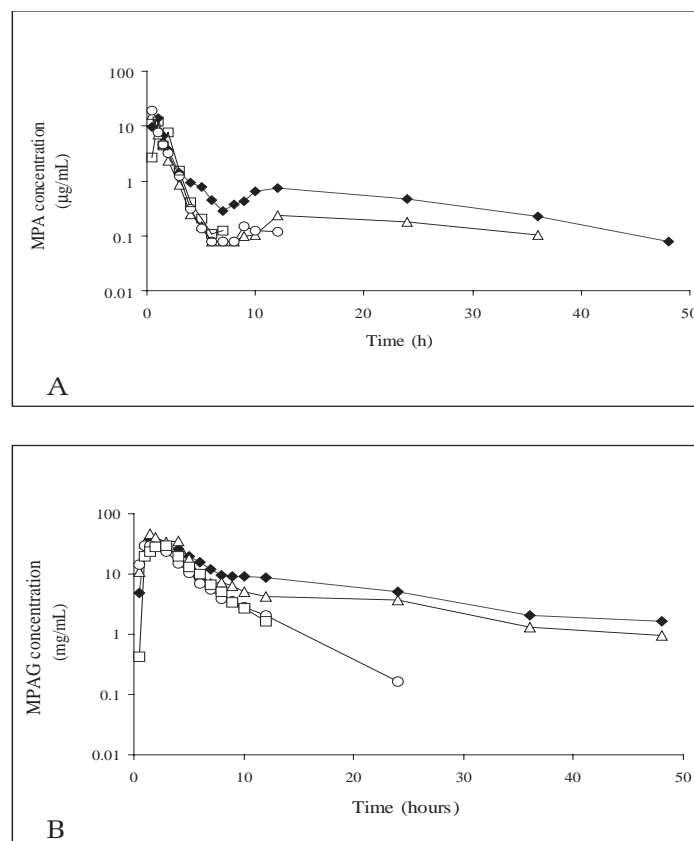 100
10
1
0.1
0.01
MPA concentration
(µg/mL)
0 10 20 30 40 50
Time (h)
A
100
10
1
0.1
0.01
MPAG concentration
(mg/mL)
0 10 20 30 40 50
Time (hours)
B